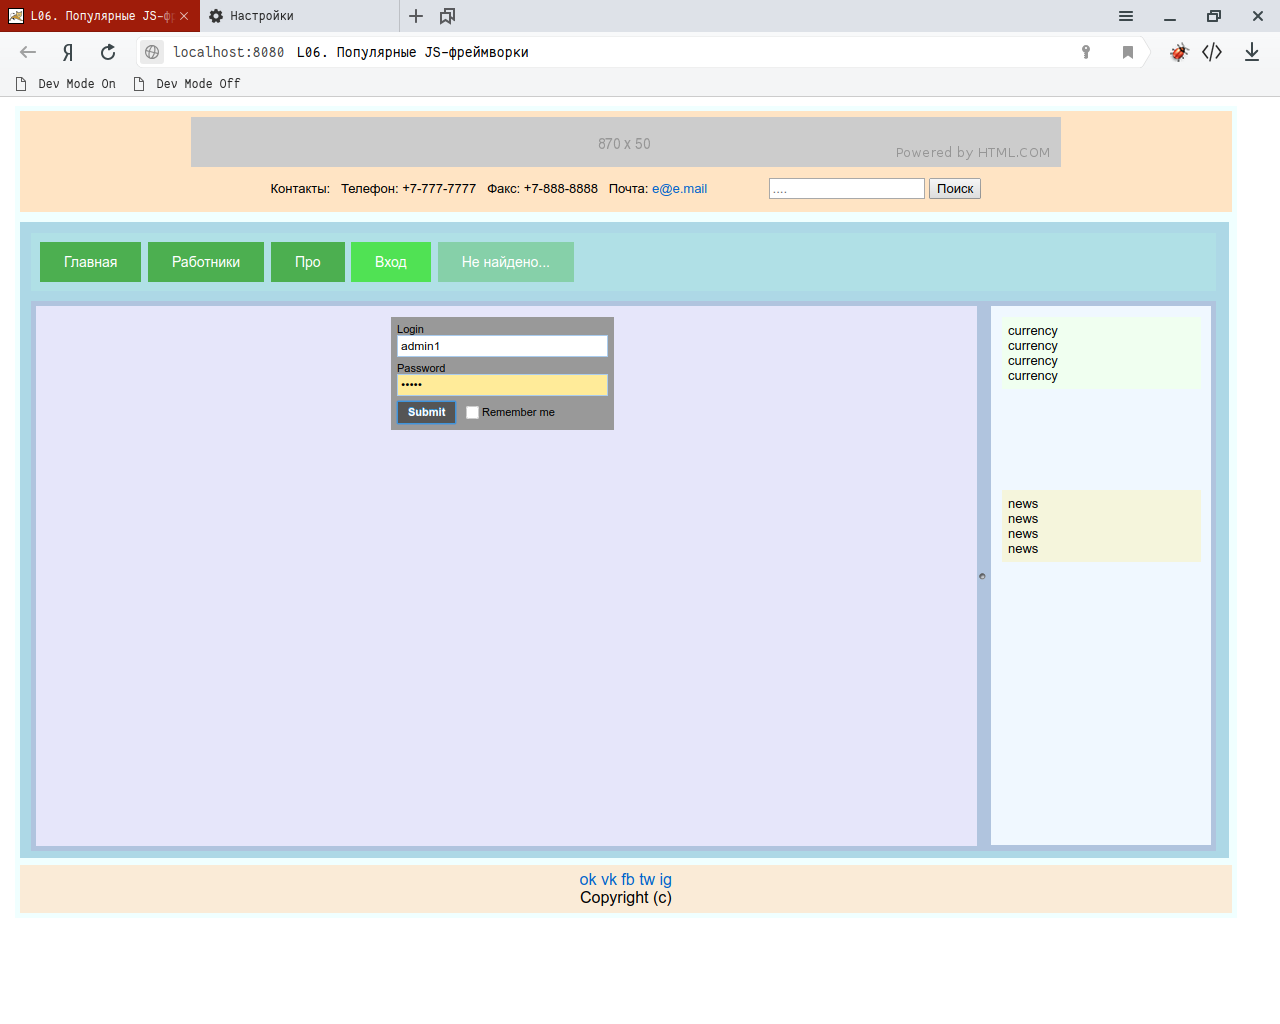 L06. Популярные JS-фр
Настройки
localhost:8080 L06. Популярные JS-фреймворки
Dev Mode On Dev Mode Off
870 x 50
Powered by HTML.COM
Контакты: Телефон: +7-777-7777 Факс: +7-888-8888 Почта: e@e.mail .... Поиск
Главная Работники Про Вход Не найдено...
Login
admin1
Password
•••••
Submit Remember me
currency
currency
currency
currency
news
news
news
news
ok vk fb tw ig
Copyright (c)